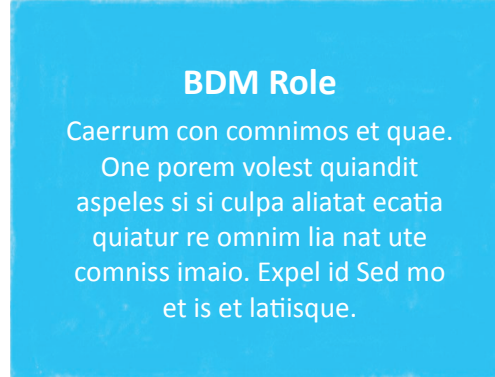 BDM Role
Caerrum con comnimos et quae.
One porem volest quiandit
aspeles si si culpa aliatat ecatia
quiatur re omnim lia nat ute
comniss imaio. Expel id Sed mo
et is et latiisque.